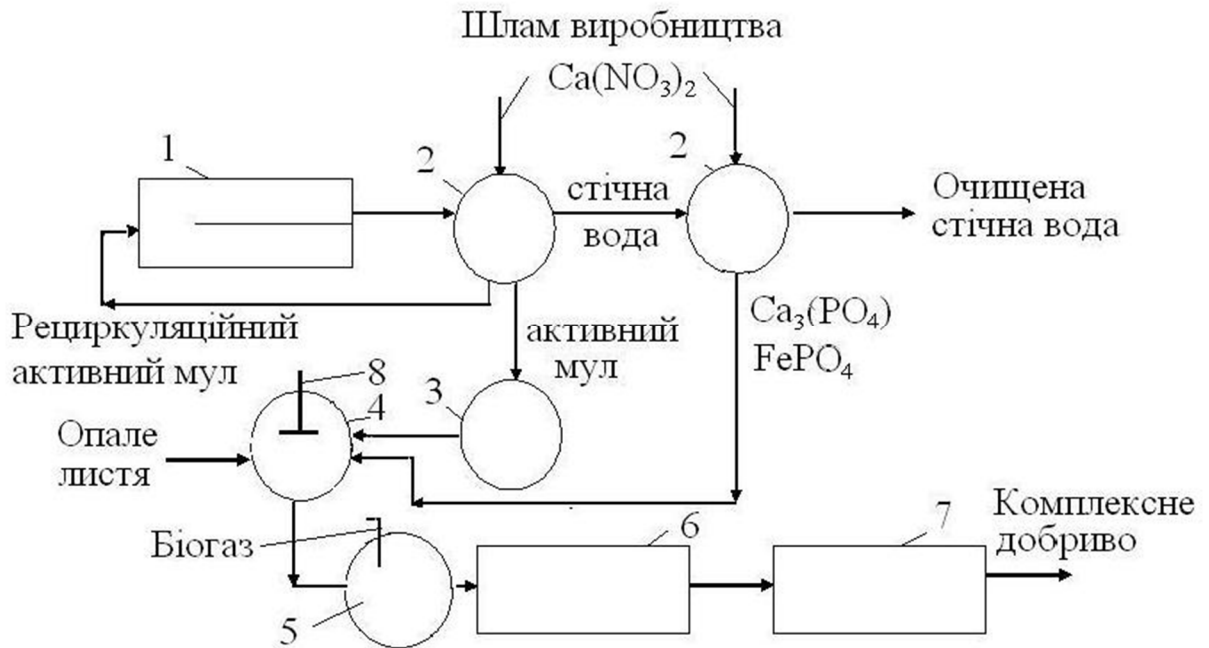 Шлам виробництва
Ca(NO₃)₂
1
2
2
стічна
вода
Очищена
стічна вода
Рециркуляційний
активний мул
активний
мул
Ca₃(PO₄)
FePO₄
8
4
3
Опале
листя
Біогаз
5
6
7
Комплексне
добриво